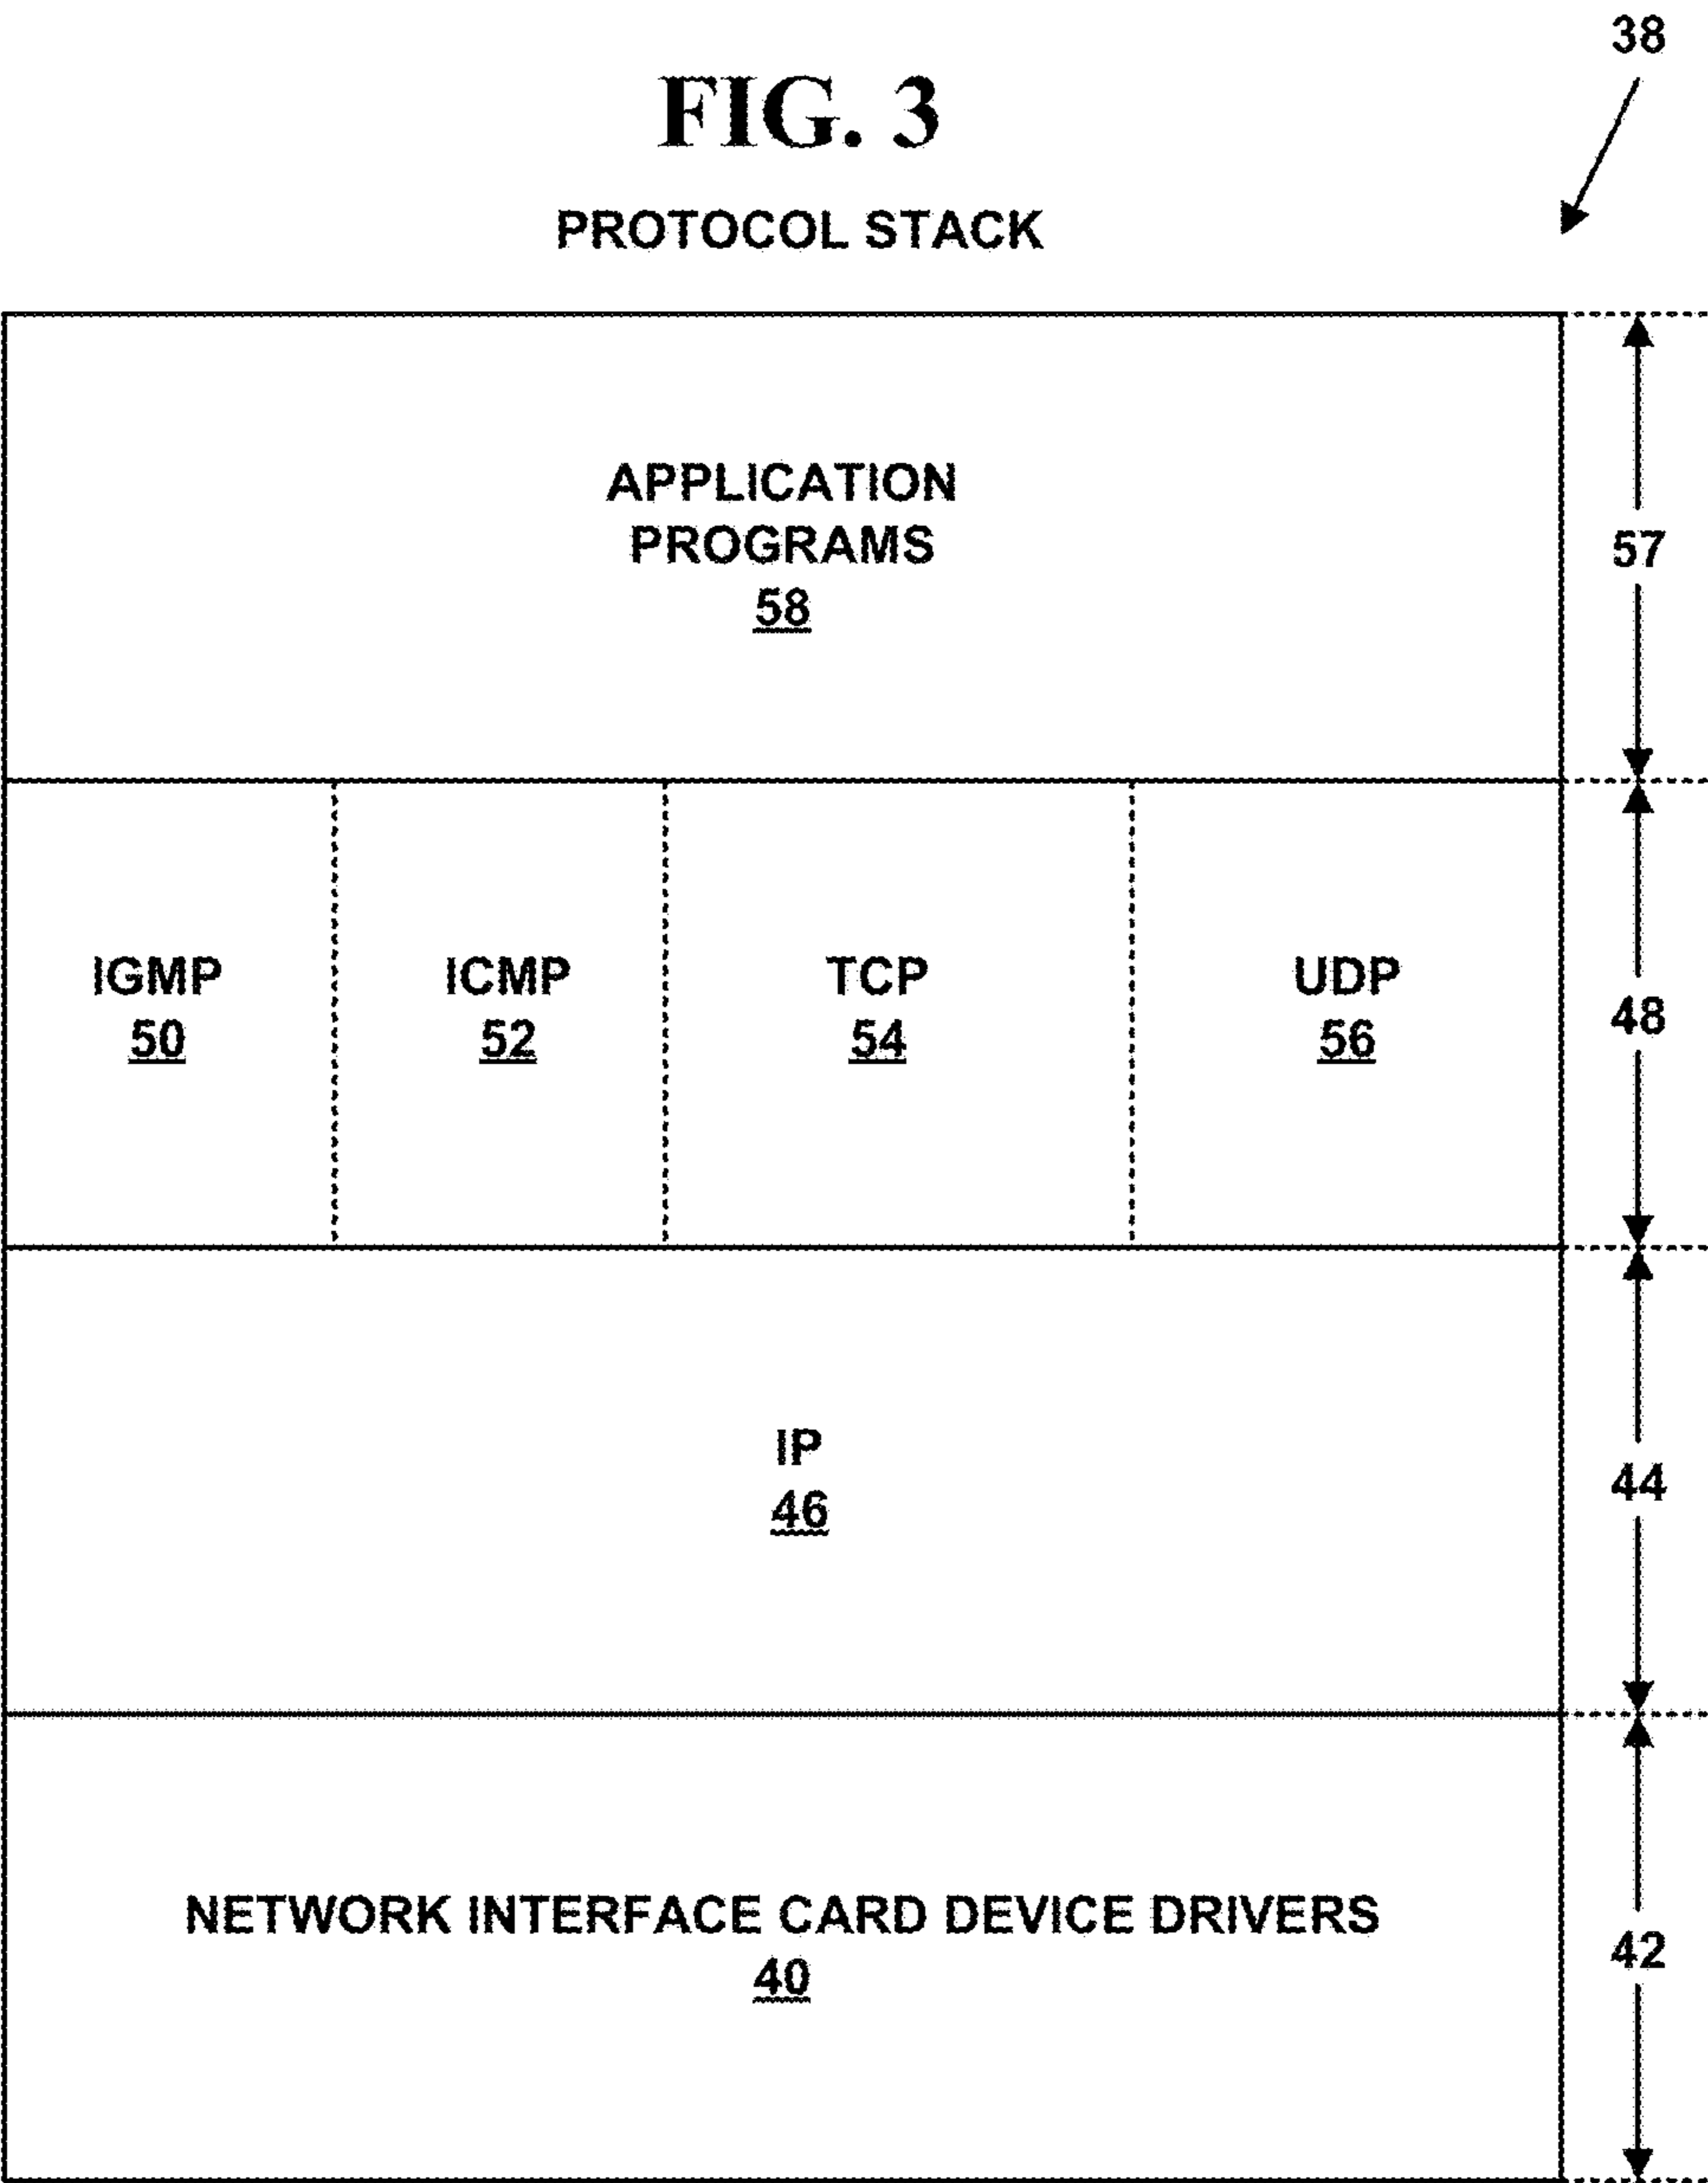 38
FIG. 3
PROTOCOL STACK
APPLICATION
PROGRAMS
58
57
IGMP
50
ICMP
52
TCP
54
UDP
56
48
IP
46
44
NETWORK INTERFACE CARD DEVICE DRIVERS
40
42